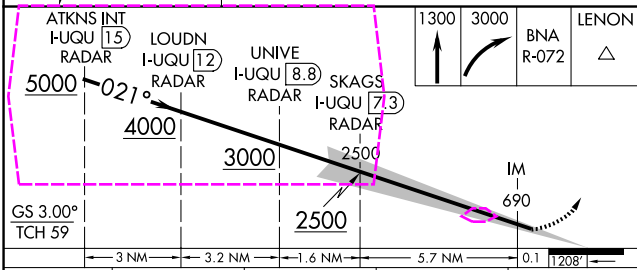 ATKNS INT
I-UQU 15
RADAR
LOUDN
I-UQU 12
RADAR
UNIVE
I-UQU 8.8
RADAR
SKAGS
I-UQU 7.3
RADAR
1300
3000
BNA
R-072
LENON
5000
021°
4000
3000
2500
2500
IM
690
GS 3.00°
TCH 59
3 NM
3.2 NM
1.6 NM
5.7 NM
0.1
1208'